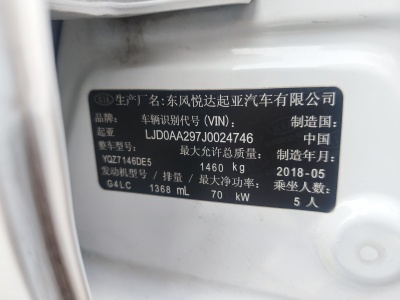 KIA 生产厂名:东风悦达起亚汽车有限公司
品牌: 车辆识别代号(VIN): 制造国:
起亚 LJD0AA297J0024746 中国
整车型号: 最大允许总质量: 制造年月:
YQZ7146DE5 1460 kg 2018-05
发动机型号/排量/最大净功率: 乘坐人数:
G4LC 1368 mL 70 kW 5 人